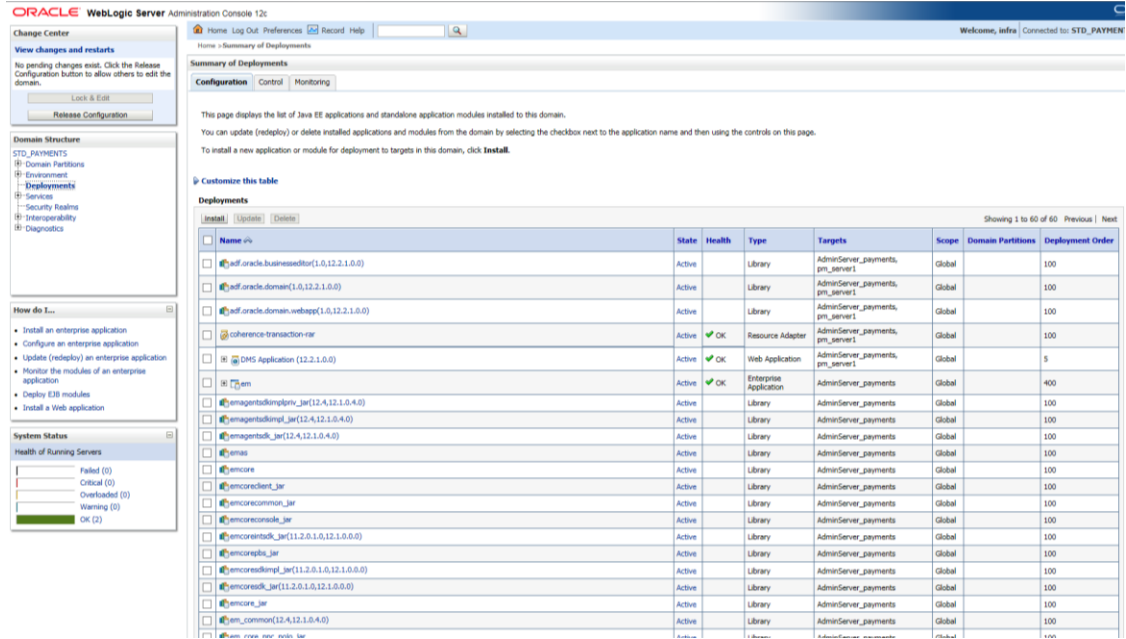 ORACLE WebLogic Server Administration Console 12c
Change Center
View changes and restarts
No pending changes exist. Click the Release
Configuration button to allow others to edit the
domain.
Lock & Edit
Release Configuration
Domain Structure
STD_PAYMENTS
Domain Partitions
Environment
Deployments
Services
Security Realms
Interoperability
Diagnostics
How do I...
Install an enterprise application
Configure an enterprise application
Update (redeploy) an enterprise application
Monitor the modules of an enterprise
application
Deploy EJB modules
Install a Web application
System Status
Health of Running Servers
Failed (0)
Critical (0)
Overloaded (0)
Warning (0)
OK (2)
Home Log Out Preferences Record Help
Welcome, infra Connected to: STD_PAYMENT
Home >Summary of Deployments
Summary of Deployments
Configuration Control Monitoring
This page displays the list of Java EE applications and standalone application modules installed to this domain.
You can update (redeploy) or delete installed applications and modules from the domain by selecting the checkbox next to the application name and then using the controls on this page.
To install a new application or module for deployment to targets in this domain, click Install.
Customize this table
Deployments
Install Update Delete Showing 1 to 60 of 60 Previous | Next
Name State Health Type Targets Scope Domain Partitions Deployment Order
adf.oracle.businesseditor(1.0,12.2.1.0.0) Active Library AdminServer_payments, pm_server1 Global 100
adf.oracle.domain(1.0,12.2.1.0.0) Active Library AdminServer_payments, pm_server1 Global 100
adf.oracle.domain.webapp(1.0,12.2.1.0.0) Active Library AdminServer_payments, pm_server1 Global 100
coherence-transaction-rar Active OK Resource Adapter AdminServer_payments, pm_server1 Global 100
DMS Application (12.2.1.0.0) Active OK Web Application AdminServer_payments, pm_server1 Global 5
em Active OK Enterprise Application AdminServer_payments Global 400
emagentsdkimplpriv_jar(12.4,12.1.0.4.0) Active Library AdminServer_payments Global 100
emagentsdkimpl_jar(12.4,12.1.0.4.0) Active Library AdminServer_payments Global 100
emagentsdk_jar(12.4,12.1.0.4.0) Active Library AdminServer_payments Global 100
emas Active Library AdminServer_payments Global 100
emcore Active Library AdminServer_payments Global 100
emcoreclient_jar Active Library AdminServer_payments Global 100
emcorecommon_jar Active Library AdminServer_payments Global 100
emcoreconsole_jar Active Library AdminServer_payments Global 100
emcoreintsdk_jar(11.2.0.1.0,12.1.0.0.0) Active Library AdminServer_payments Global 100
emcorepbs_jar Active Library AdminServer_payments Global 100
emcoresdkimpl_jar(11.2.0.1.0,12.1.0.0.0) Active Library AdminServer_payments Global 100
emcoresdk_jar(11.2.0.1.0,12.1.0.0.0) Active Library AdminServer_payments Global 100
emcore_jar Active Library AdminServer_payments Global 100
em_common(12.4,12.1.0.4.0) Active Library AdminServer_payments Global 100
Active Library AdminServer_payments Global 100